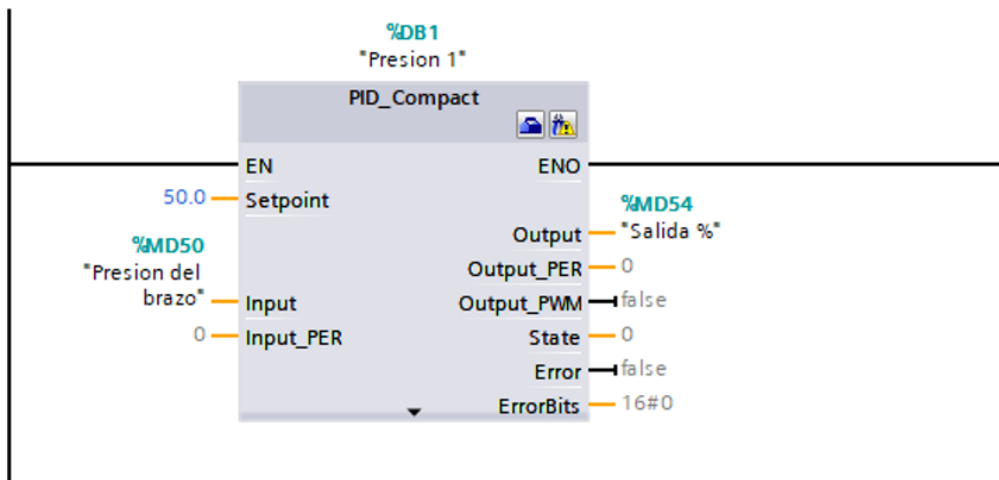 %DB1
"Presion 1"
PID_Compact
EN
ENO
50.0
Setpoint
%MD54
"Salida %"
Output
%MD50
"Presion del
brazo"
Output_PER
0
Input
Output_PWM
false
0
Input_PER
State
0
Error
false
ErrorBits
16#0